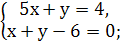 5x+y = 4,
x + y − 6 = 0;